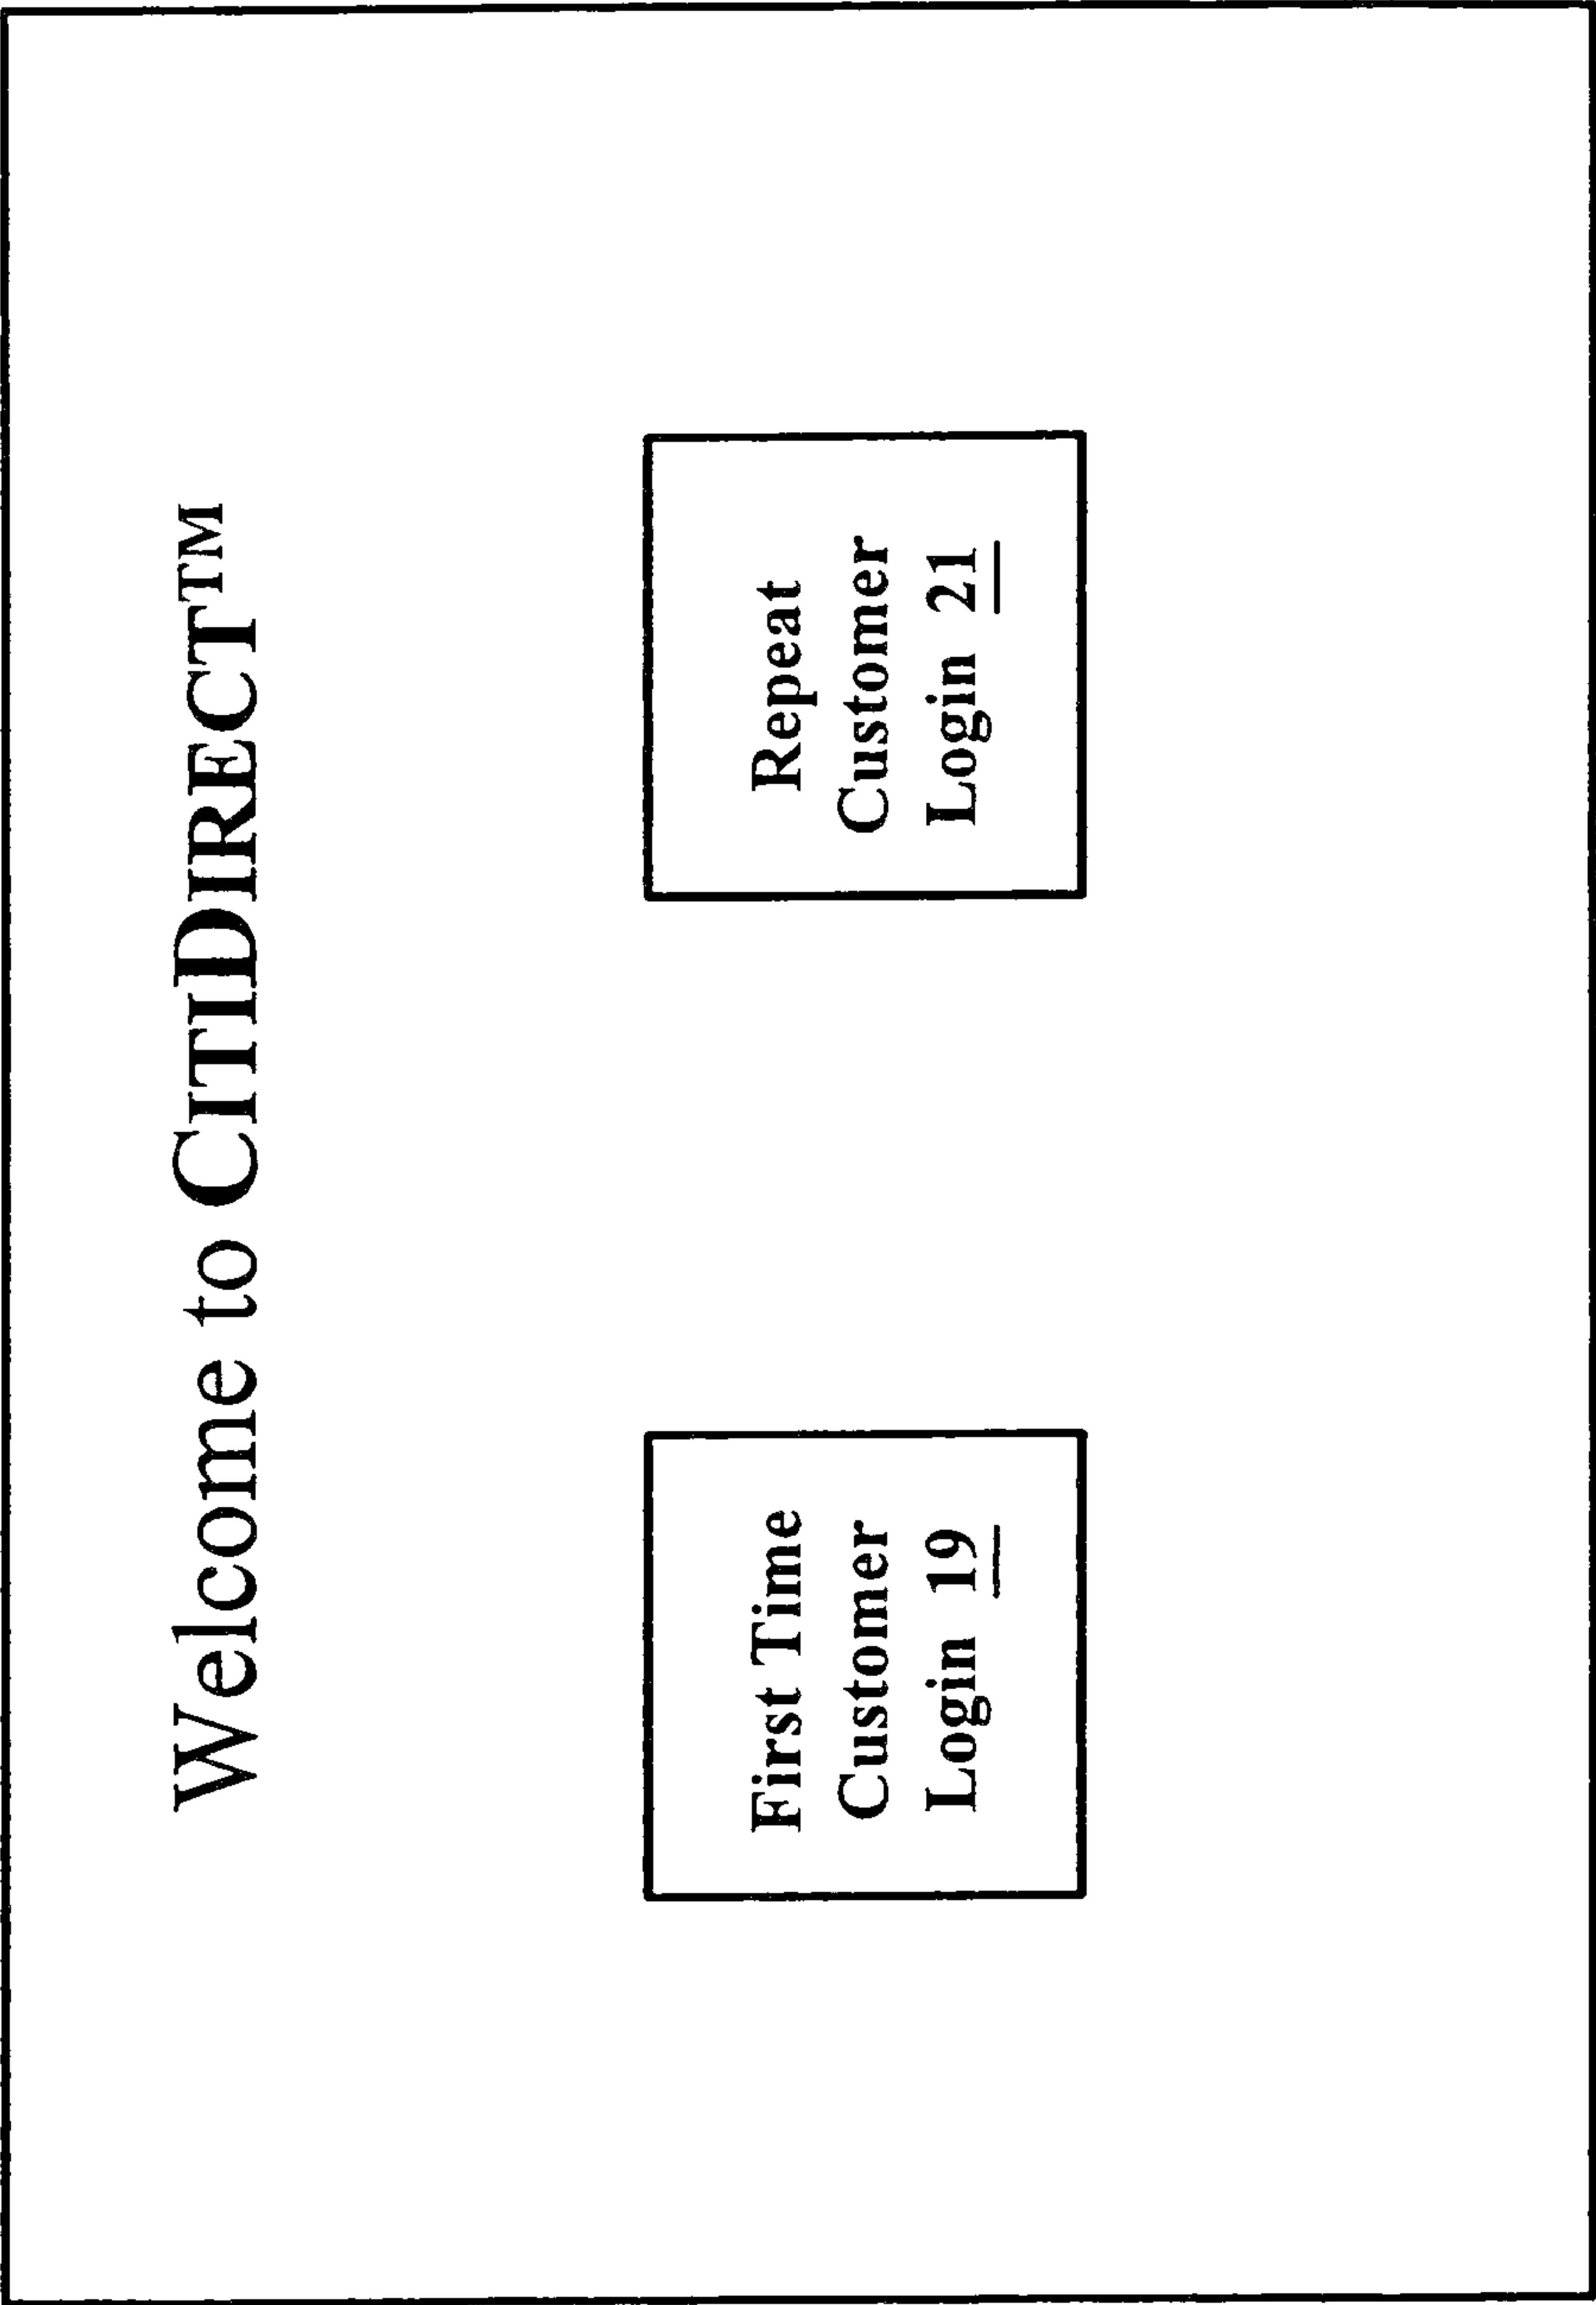 Welcome to CITIDIRECT™
First Time
Customer
Login 19
Repeat
Customer
Login 21